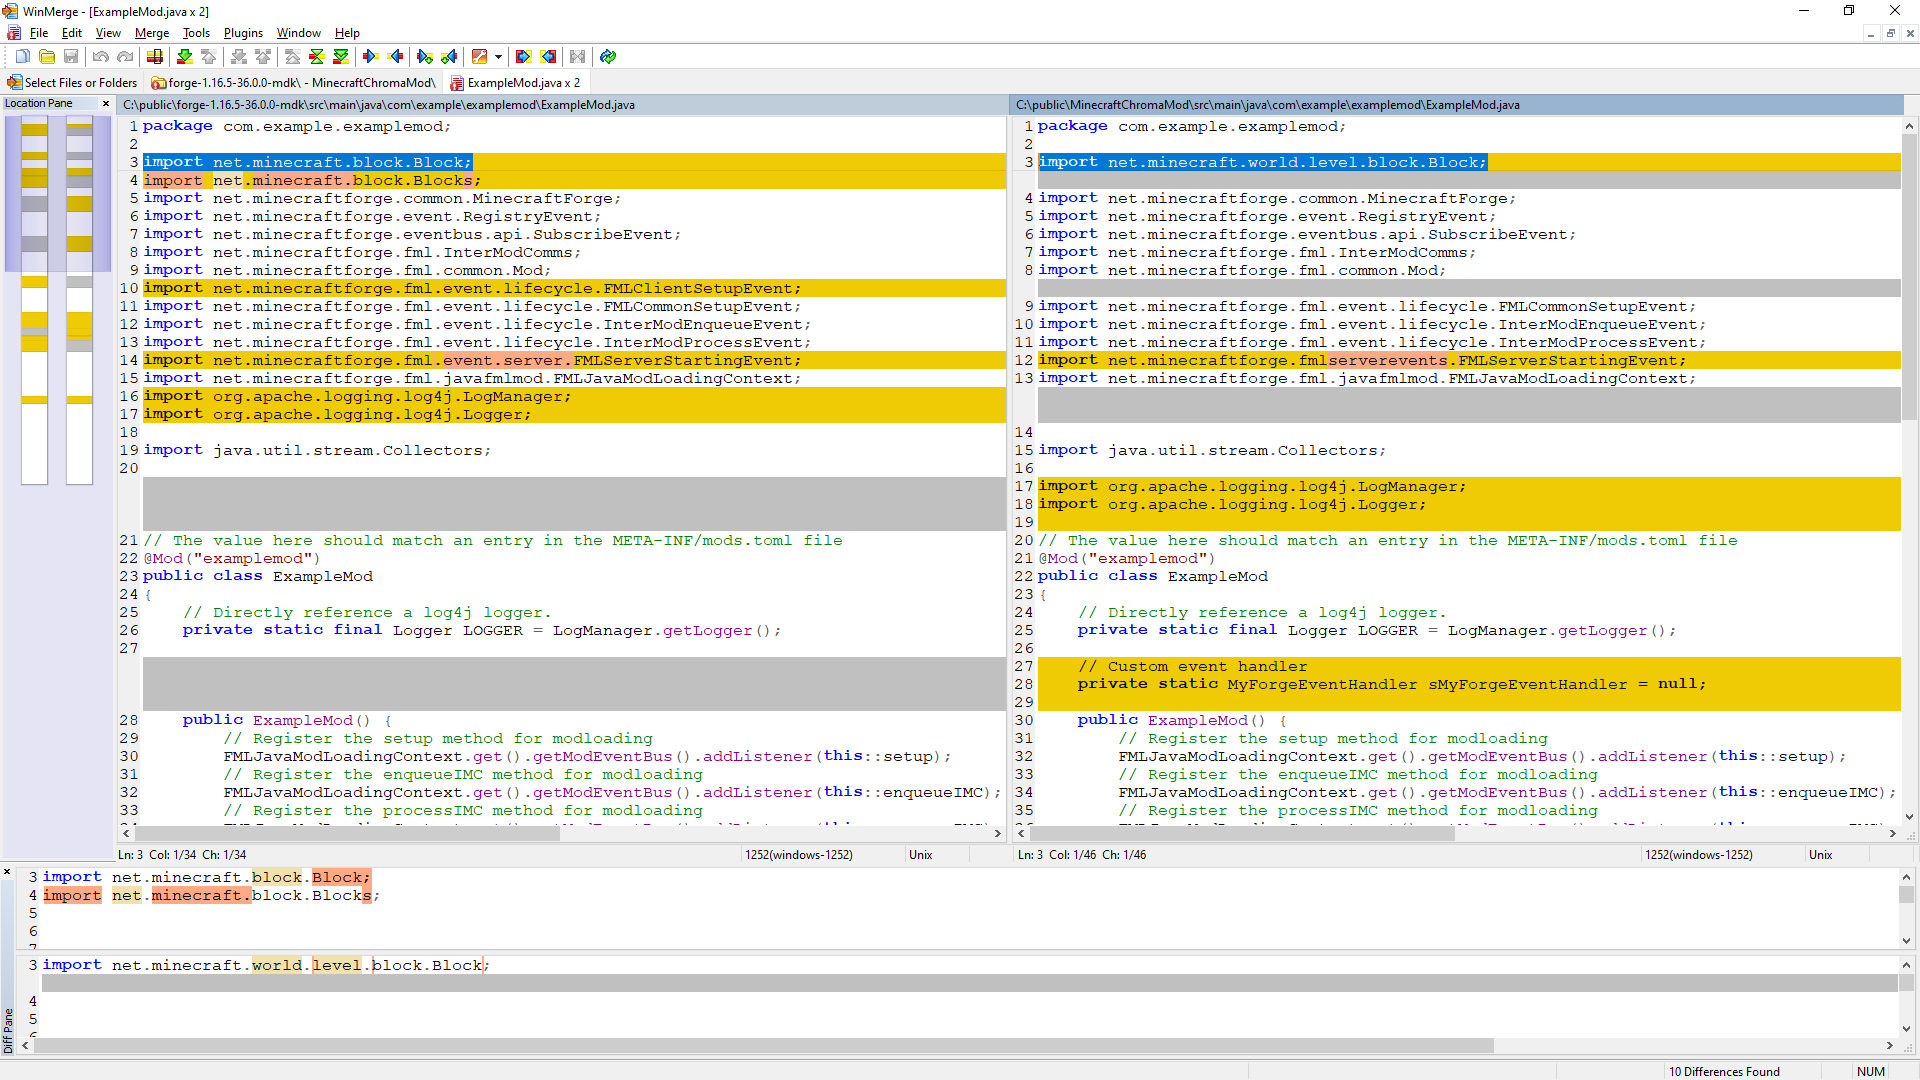 WinMerge - [ExampleMod.java x 2]
File Edit View Merge Tools Plugins Window Help
Select Files or Folders
forge-1.16.5-36.0.0-mdk\ - MinecraftChromaMod\
ExampleMod.java x 2
Location Pane
C:\public\forge-1.16.5-36.0.0-mdk\src\main\java\com\example\examplemod\ExampleMod.java
1 package com.example.examplemod;
2
3 import net.minecraft.block.Block;
4 import net.minecraft.block.Blocks;
5 import net.minecraftforge.common.MinecraftForge;
6 import net.minecraftforge.event.RegistryEvent;
7 import net.minecraftforge.eventbus.api.SubscribeEvent;
8 import net.minecraftforge.fml.InterModComms;
9 import net.minecraftforge.fml.common.Mod;
10 import net.minecraftforge.fml.event.lifecycle.FMLClientSetupEvent;
11 import net.minecraftforge.fml.event.lifecycle.FMLCommonSetupEvent;
12 import net.minecraftforge.fml.event.lifecycle.InterModEnqueueEvent;
13 import net.minecraftforge.fml.event.lifecycle.InterModProcessEvent;
14 import net.minecraftforge.fml.event.server.FMLServerStartingEvent;
15 import net.minecraftforge.fml.javafmlmod.FMLJavaModLoadingContext;
16 import org.apache.logging.log4j.LogManager;
17 import org.apache.logging.log4j.Logger;
18
19 import java.util.stream.Collectors;
20
21 // The value here should match an entry in the META-INF/mods.toml file
22 @Mod("examplemod")
23 public class ExampleMod
24 {
25 // Directly reference a log4j logger.
26 private static final Logger LOGGER = LogManager.getLogger();
27
28 public ExampleMod() {
29 // Register the setup method for modloading
30 FMLJavaModLoadingContext.get().getModEventBus().addListener(this::setup);
31 // Register the enqueueIMC method for modloading
32 FMLJavaModLoadingContext.get().getModEventBus().addListener(this::enqueueIMC);
33 // Register the processIMC method for modloading
Ln: 3 Col: 1/34 Ch: 1/34
1252(windows-1252)
Unix
C:\public\MinecraftChromaMod\src\main\java\com\example\examplemod\ExampleMod.java
1 package com.example.examplemod;
2
3 import net.minecraft.world.level.block.Block;
4 import net.minecraftforge.common.MinecraftForge;
5 import net.minecraftforge.event.RegistryEvent;
6 import net.minecraftforge.eventbus.api.SubscribeEvent;
7 import net.minecraftforge.fml.InterModComms;
8 import net.minecraftforge.fml.common.Mod;
9 import net.minecraftforge.fml.event.lifecycle.FMLCommonSetupEvent;
10 import net.minecraftforge.fml.event.lifecycle.InterModEnqueueEvent;
11 import net.minecraftforge.fml.event.lifecycle.InterModProcessEvent;
12 import net.minecraftforge.fmlserverevents.FMLServerStartingEvent;
13 import net.minecraftforge.fml.javafmlmod.FMLJavaModLoadingContext;
14
15 import java.util.stream.Collectors;
16
17 import org.apache.logging.log4j.LogManager;
18 import org.apache.logging.log4j.Logger;
19
20 // The value here should match an entry in the META-INF/mods.toml file
21 @Mod("examplemod")
22 public class ExampleMod
23 {
24 // Directly reference a log4j logger.
25 private static final Logger LOGGER = LogManager.getLogger();
26
27 // Custom event handler
28 private static MyForgeEventHandler sMyForgeEventHandler = null;
29
30 public ExampleMod() {
31 // Register the setup method for modloading
32 FMLJavaModLoadingContext.get().getModEventBus().addListener(this::setup);
33 // Register the enqueueIMC method for modloading
34 FMLJavaModLoadingContext.get().getModEventBus().addListener(this::enqueueIMC);
35 // Register the processIMC method for modloading
Ln: 3 Col: 1/46 Ch: 1/46
1252(windows-1252)
Unix
3 import net.minecraft.block.Block;
4 import net.minecraft.block.Blocks;
5
6
3 import net.minecraft.world.level.block.Block;
4
5
Diff Pane
10 Differences Found
NUM